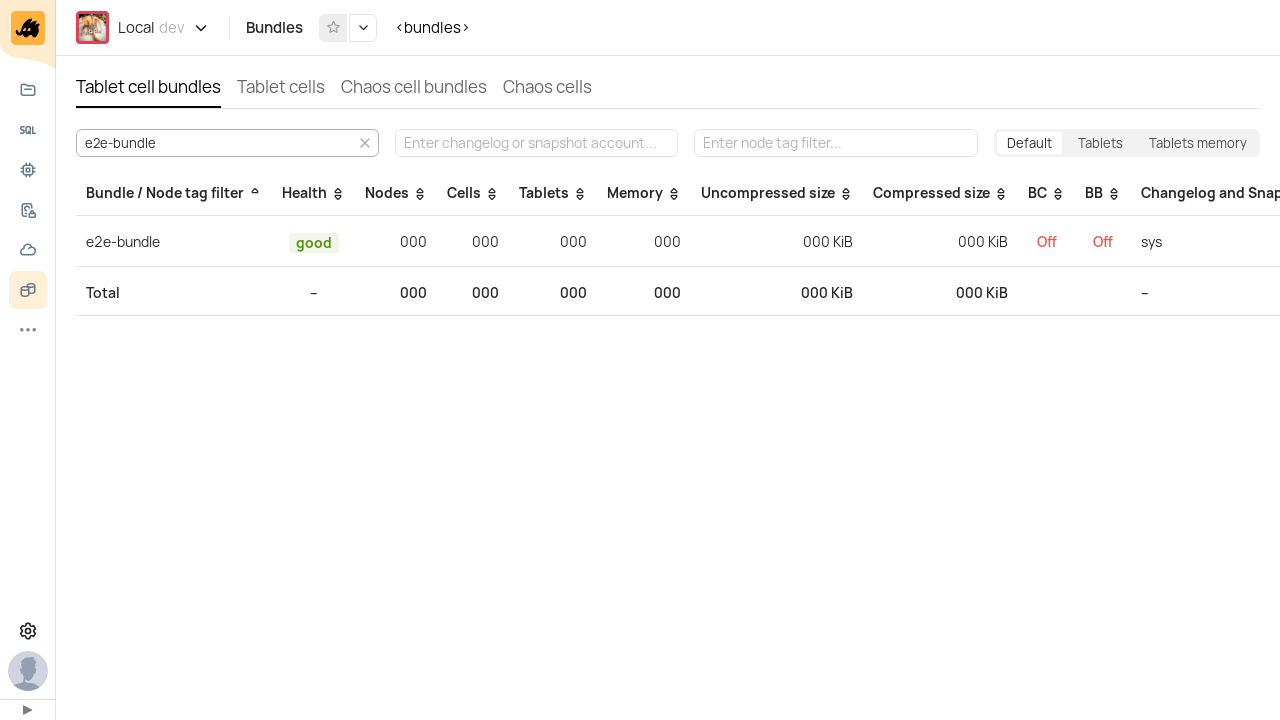 Local dev Bundles <bundles>
Tablet cell bundles Tablet cells Chaos cell bundles Chaos cells
SQL
e2e-bundle Enter changelog or snapshot account... Enter node tag filter... Default Tablets Tablets memory
Bundle / Node tag filter Health Nodes Cells Tablets Memory Uncompressed size Compressed size BC BB Changelog and Snap
e2e-bundle good 000 000 000 000 000 KiB 000 KiB Off Off sys
Total – 000 000 000 000 000 KiB 000 KiB –